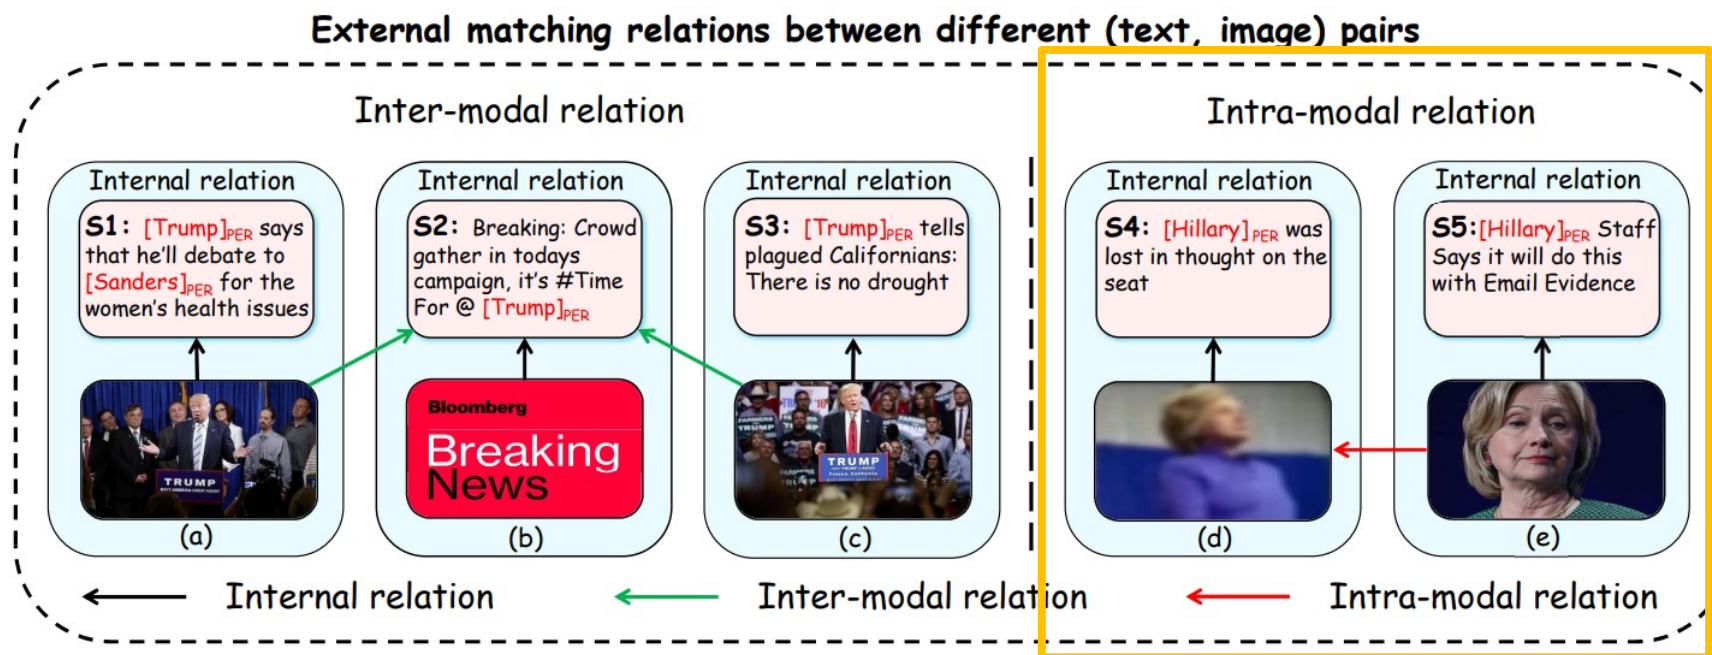 External matching relations between different (text, image) pairs
Inter-modal relation
Intra-modal relation
Internal relation
S1: [Trump]PER says
that he'll debate to
[Sanders]PER for the
women's health issues
TRUMP
(a)
Internal relation
S2: Breaking: Crowd
gather in todays
campaign, it's #Time
For @ [Trump]PER
Bloomberg
Breaking
News
(b)
Internal relation
S3: [Trump]PER tells
plagued Californians:
There is no drought
TRUMP
(c)
Internal relation
S4: [Hillary]PER was
lost in thought on the
seat
(d)
Internal relation
S5:[Hillary]PER Staff
Says it will do this
with Email Evidence
(e)
Internal relation
Inter-modal relation
Intra-modal relation